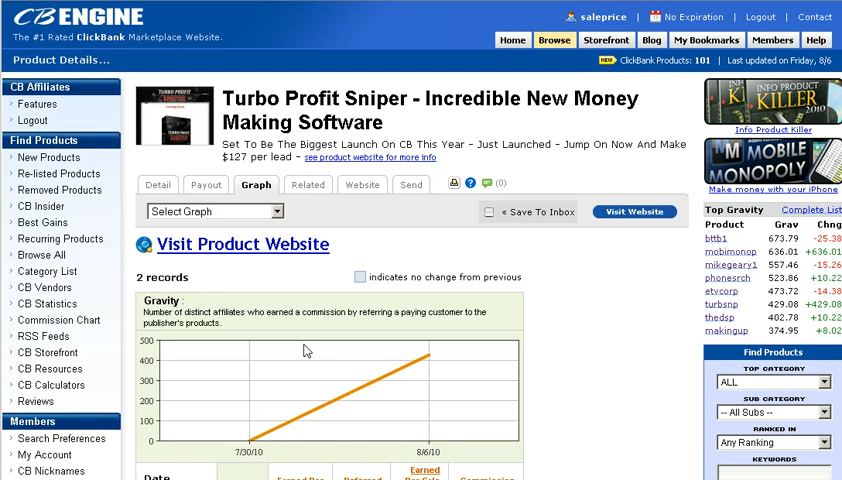 CB ENGINE
The #1 Rated ClickBank Marketplace Website.
saleprice | No Expiration | Logout | Contact
Home Browse Storefront Blog My Bookmarks Members Help
Product Details...
NEW ClickBank Products: 101 | Last updated on Friday, 8/6
CB Affiliates
Features
Logout
Find Products
New Products
Re-listed Products
Removed Products
CB Insider
Best Gains
Recurring Products
Browse All
Category List
CB Vendors
CB Statistics
Commission Chart
RSS Feeds
CB Storefront
CB Resources
CB Calculators
Reviews
Members
Search Preferences
My Account
CB Nicknames
TURBO PROFIT
SNIPER
Turbo Profit Sniper - Incredible New Money
Making Software
Set To Be The Biggest Launch On CB This Year - Just Launched - Jump On Now And Make
$127 per lead - see product website for more info
Detail Payout Graph Related Website Send (0)
Select Graph
« Save To Inbox
Visit Website
Visit Product Website
2 records
indicates no change from previous
Gravity :
Number of distinct affiliates who earned a commission by referring a paying customer to the
publisher's products.
500
400
300
200
100
0
7/30/10 8/6/10
Earned
Date
INFO PRODUCT
KILLER
2010
Info Product Killer
MOBILE
MONOPOLY
Make money with your iPhone
Top Gravity Complete List
Product Grav Chng
bttb1 673.79 -25.38
mobimonop 636.01 +636.01
mikegeary1 557.46 -15.26
phonesrch 523.86 +10.22
etvcorp 473.72 -14.38
turbsnp 429.08 +429.08
thedsp 402.78 +10.22
makingup 374.95 +8.02
Find Products
TOP CATEGORY
ALL
SUB CATEGORY
-- All Subs --
RANKED IN
Any Ranking
KEYWORDS